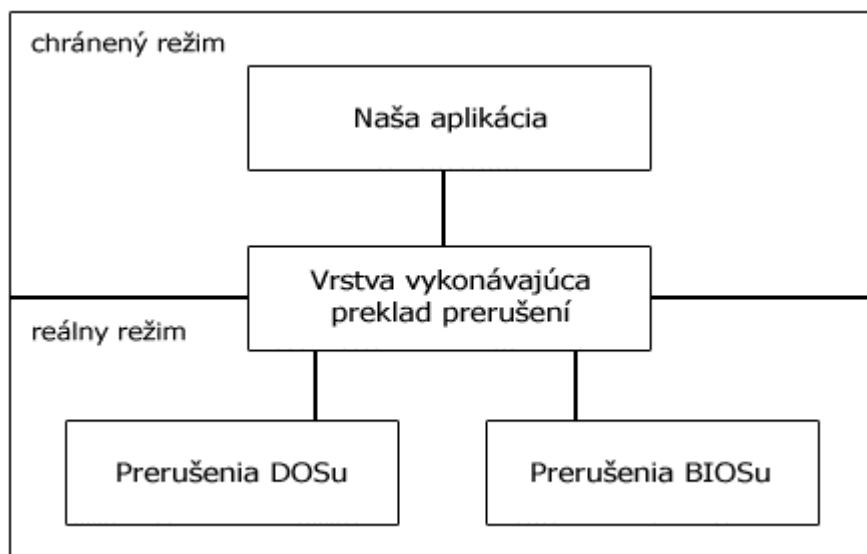 chránený režim
Naša aplikácia
Vrstva vykonávajúca
preklad prerušení
reálny režim
Prerušenia DOSu
Prerušenia BIOSu